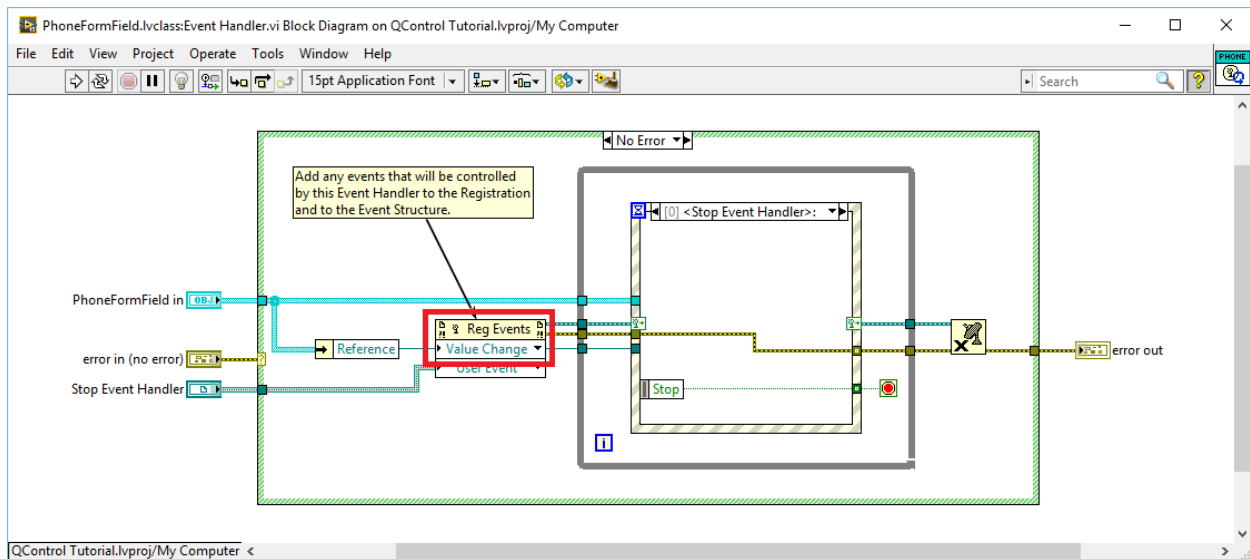 PhoneFormField.lvclass:Event Handler.vi Block Diagram on QControl Tutorial.lvproj/My Computer
File Edit View Project Operate Tools Window Help
15pt Application Font
Search
PHONE
No Error
Add any events that will be controlled
by this Event Handler to the Registration
and to the Event Structure.
[0] <Stop Event Handler>:
PhoneFormField in
OBJ
Reg Events
Reference
Value Change
error in (no error)
?
error out
User Event
Stop Event Handler
Stop
i
QControl Tutorial.lvproj/My Computer